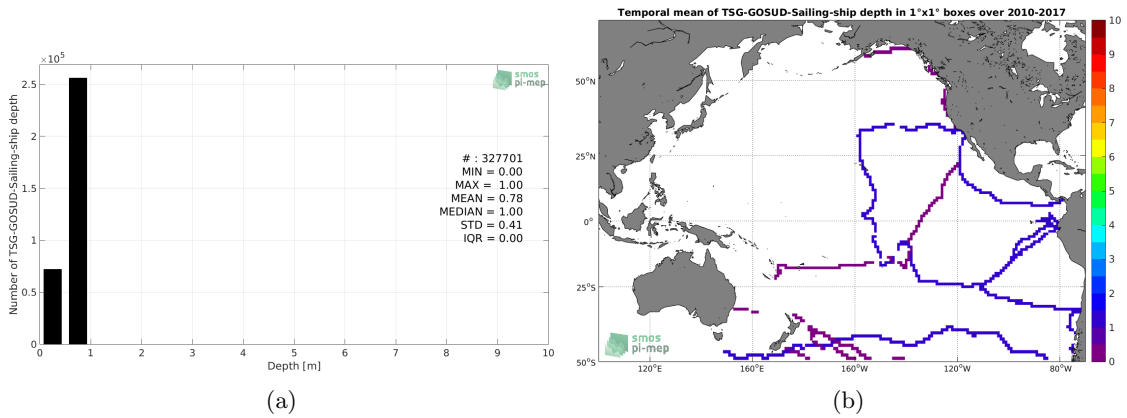 ×10⁵
2.5
2
1.5
1
0.5
0
Number of TSG-GOSUD-Sailing-ship depth
smos
pi-mep
# : 327701
MIN = 0.00
MAX = 1.00
MEAN = 0.78
MEDIAN = 1.00
STD = 0.41
IQR = 0.00
0 1 2 3 4 5 6 7 8 9 10
Depth [m]
(a)
Temporal mean of TSG-GOSUD-Sailing-ship depth in 1°x1° boxes over 2010-2017
50°N
25°N
0°
25°S
50°S
120°E 160°E 160°W 120°W 80°W
smos
pi-mep
10
9
8
7
6
5
4
3
2
1
0
(b)